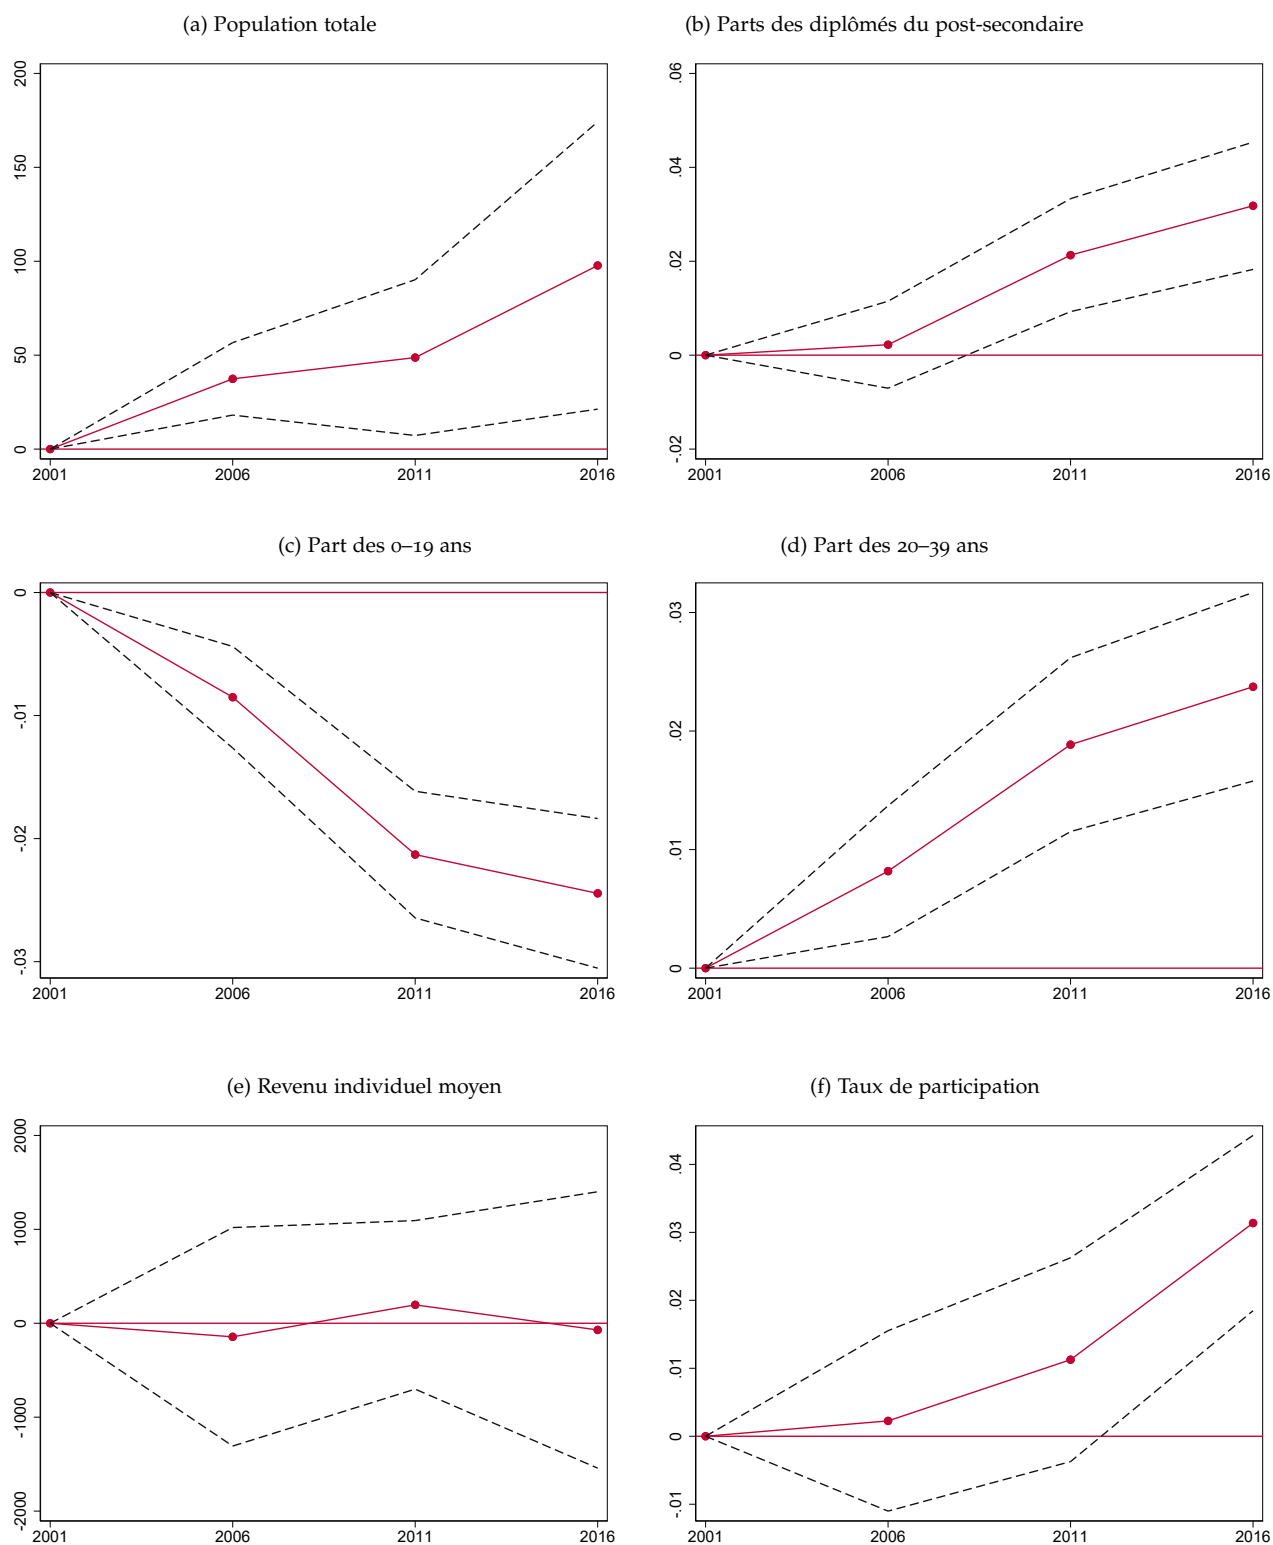 (a) Population totale
(b) Parts des diplômés du post-secondaire
200
150
100
50
0
2001 2006 2011 2016
.06
.04
.02
0
-.02
2001 2006 2011 2016
(c) Part des 0–19 ans
(d) Part des 20–39 ans
0
-.01
-.02
-.03
2001 2006 2011 2016
.03
.02
.01
0
2001 2006 2011 2016
(e) Revenu individuel moyen
(f) Taux de participation
2000
1000
0
-1000
-2000
2001 2006 2011 2016
.04
.03
.02
.01
0
-.01
2001 2006 2011 2016